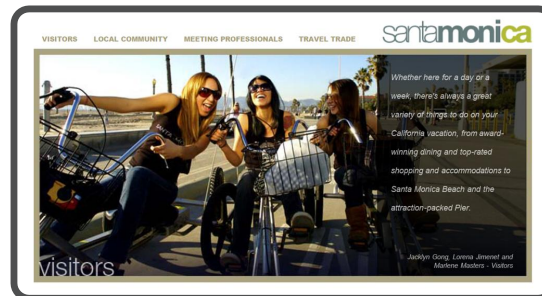 VISITORS LOCAL COMMUNITY MEETING PROFESSIONALS TRAVEL TRADE
santamonica
Whether here for a day or a
week, there's always a great
variety of things to do on your
California vacation, from award-
winning dining and top-rated
shopping and accommodations to
Santa Monica Beach and the
attraction-packed Pier.
Jacklyn Gong, Lorena Jimenet and
Marlene Masters - Visitors
visitors